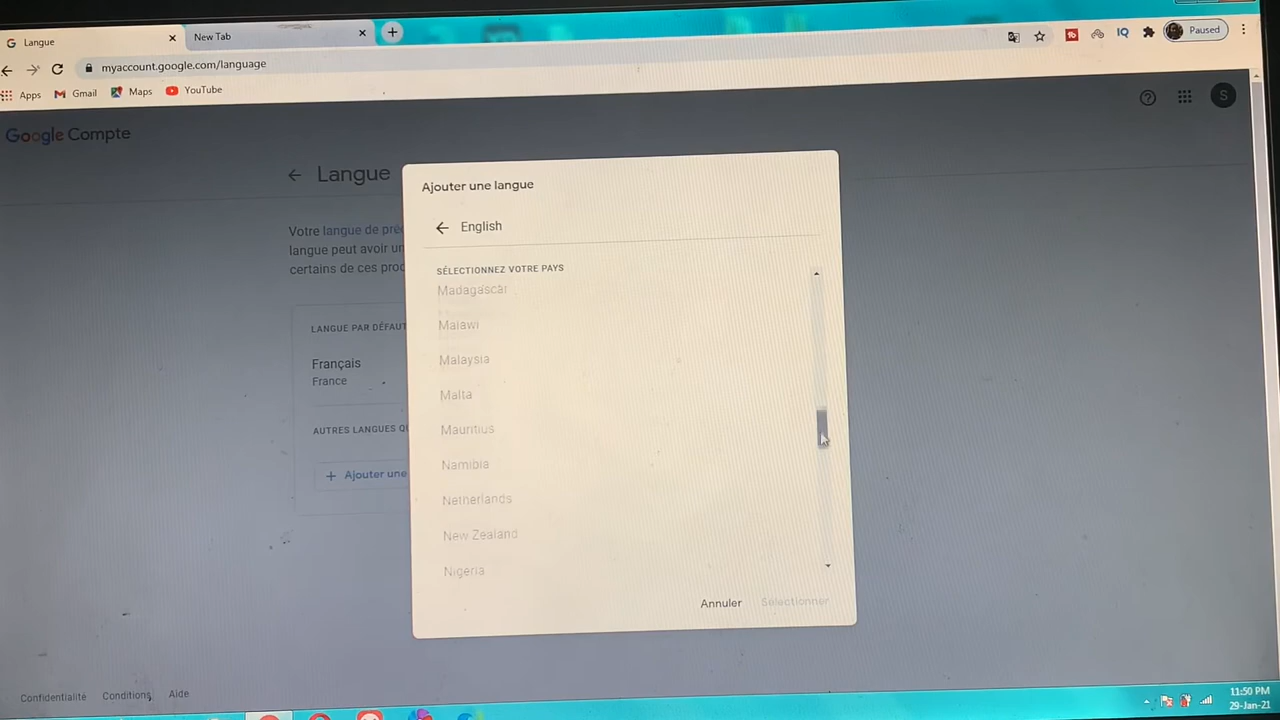 Langue
New Tab
myaccount.google.com/language
Paused
Apps
Gmail
Maps
YouTube
Google Compte
S
Langue
Votre langue de pré
langue peut avoir un
certains de ces proc
LANGUE PAR DÉFAUT
Français
France
AUTRES LANGUES QU
+ Ajouter une
Ajouter une langue
English
SÉLECTIONNEZ VOTRE PAYS
Madagascar
Malawi
Malaysia
Malta
Mauritius
Namibia
Netherlands
New Zealand
Nigeria
Annuler
Sélectionner
Confidentialité
Conditions
Aide
11:50 PM
29-Jan-21